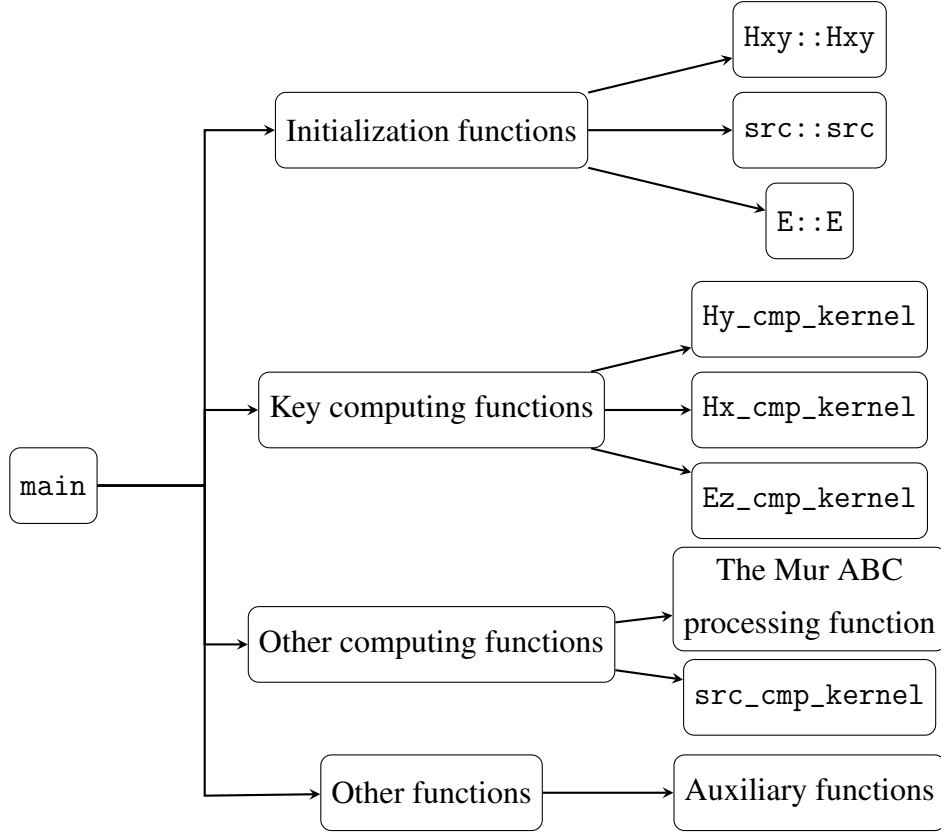 Hxy::Hxy
Initialization functions
src::src
E::E
Hy_cmp_kernel
Key computing functions
Hx_cmp_kernel
main
Ez_cmp_kernel
The Mur ABC
processing function
Other computing functions
src_cmp_kernel
Other functions
Auxiliary functions